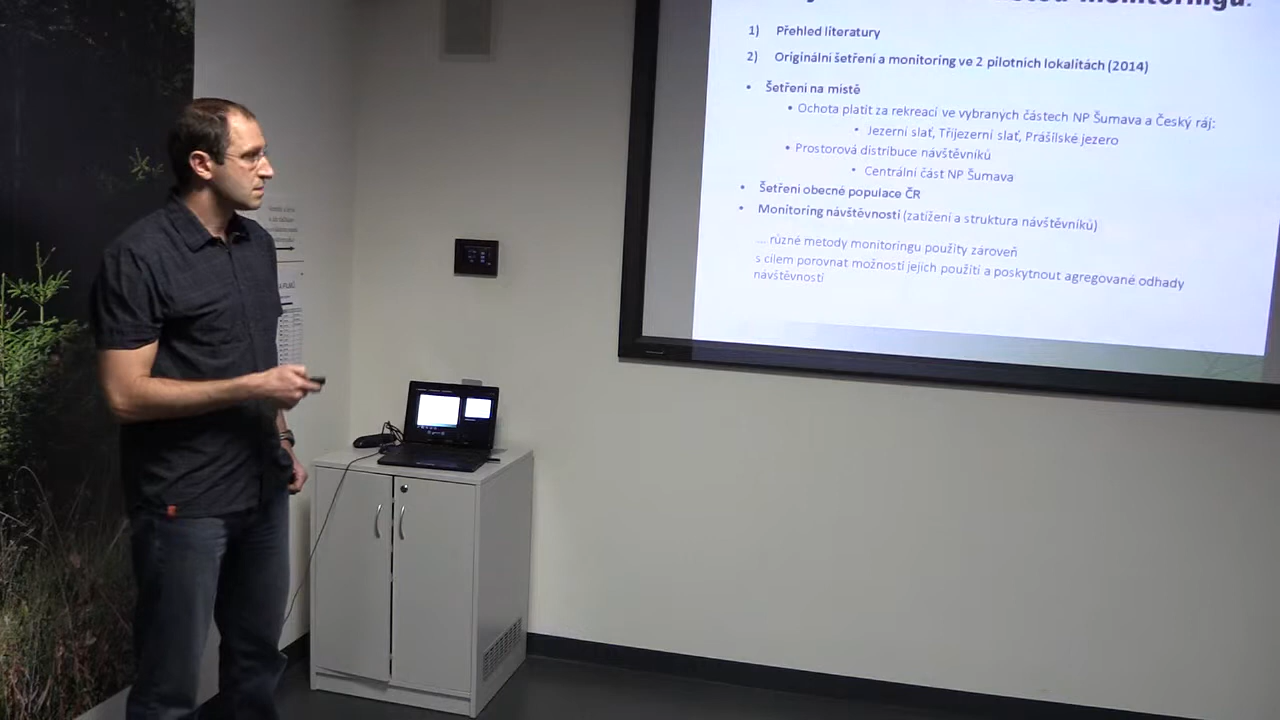 monitoringu.
1) Přehled literatury
2) Originální šetření a monitoring ve 2 pilotních lokalitách (2014)
• Šetření na místě
• Ochota platit za rekreaci ve vybraných částech NP Šumava a Český ráj:
• Jezerní slať, Tříjezerní slať, Prášilské jezero
• Prostorová distribuce návštěvníků
• Centrální část NP Šumava
• Šetření obecné populace ČR
• Monitoring návštěvnosti (zatížení a struktura návštěvníků)
... různé metody monitoringu použity zároveň
s cílem porovnat možnosti jejich použití a poskytnout agregované odhady
návštěvnosti